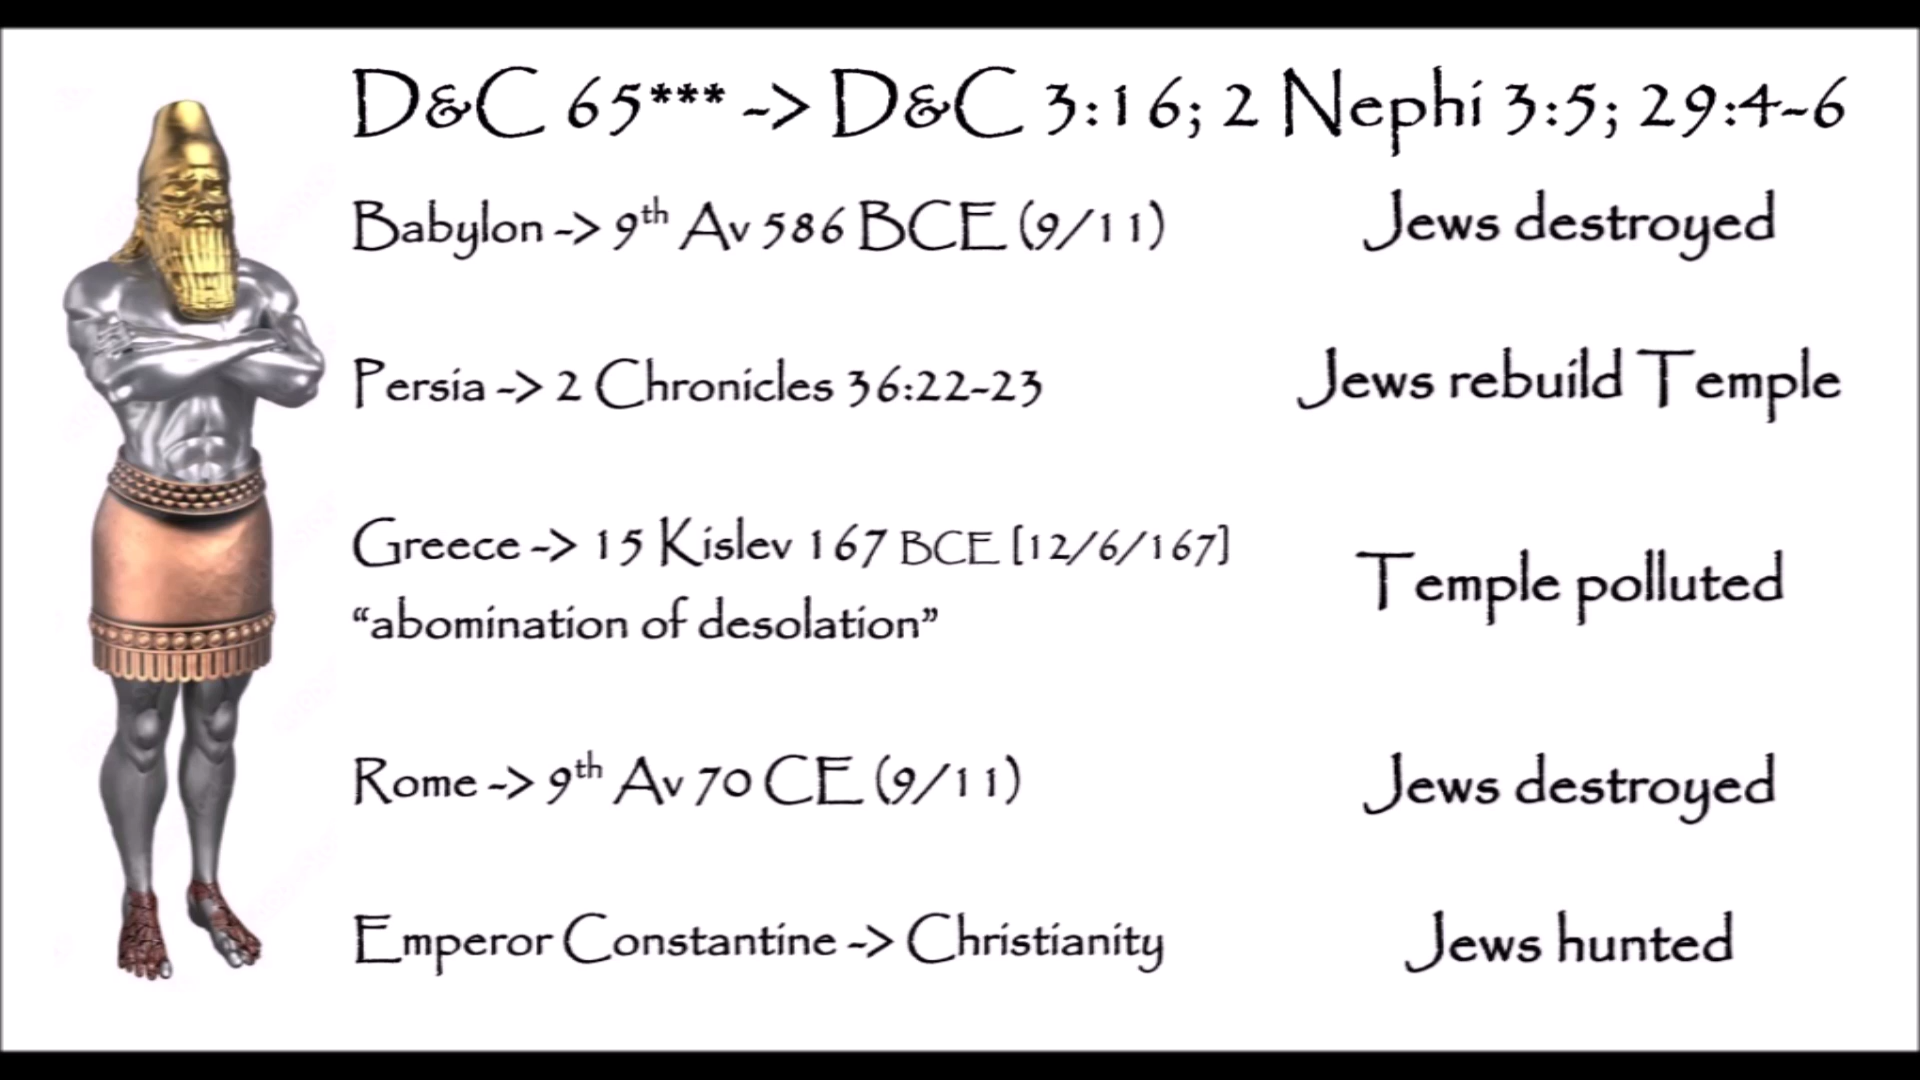 D&C 65*** -> D&C 3:16; 2 Nephi 3:5; 29:4-6
Babylon -> 9th Av 586 BCE (9/11) Jews destroyed
Persia -> 2 Chronicles 36:22-23 Jews rebuild Temple
Greece -> 15 Kislev 167 BCE [12/6/167]
"abomination of desolation" Temple polluted
Rome -> 9th Av 70 CE (9/11) Jews destroyed
Emperor Constantine -> Christianity Jews hunted